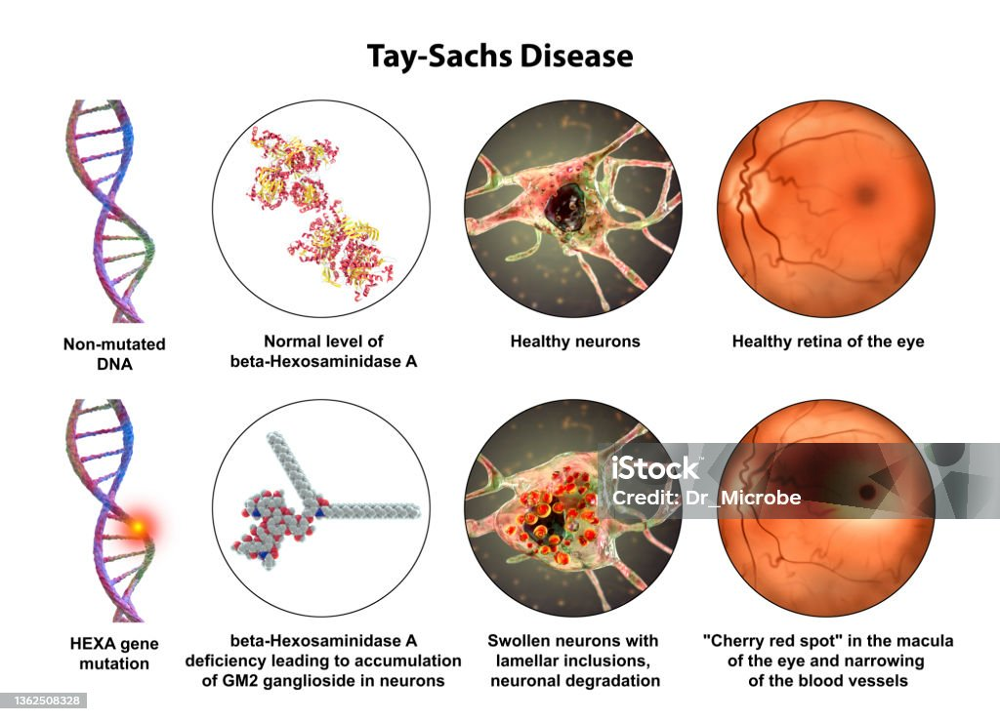 Tay-Sachs Disease
Non-mutated
DNA
Normal level of
beta-Hexosaminidase A
Healthy neurons
Healthy retina of the eye
iStock™
Credit: Dr_Microbe
HEXA gene
mutation
beta-Hexosaminidase A
deficiency leading to accumulation
of GM2 ganglioside in neurons
Swollen neurons with
lamellar inclusions,
neuronal degradation
"Cherry red spot" in the macula
of the eye and narrowing
of the blood vessels
1362508328